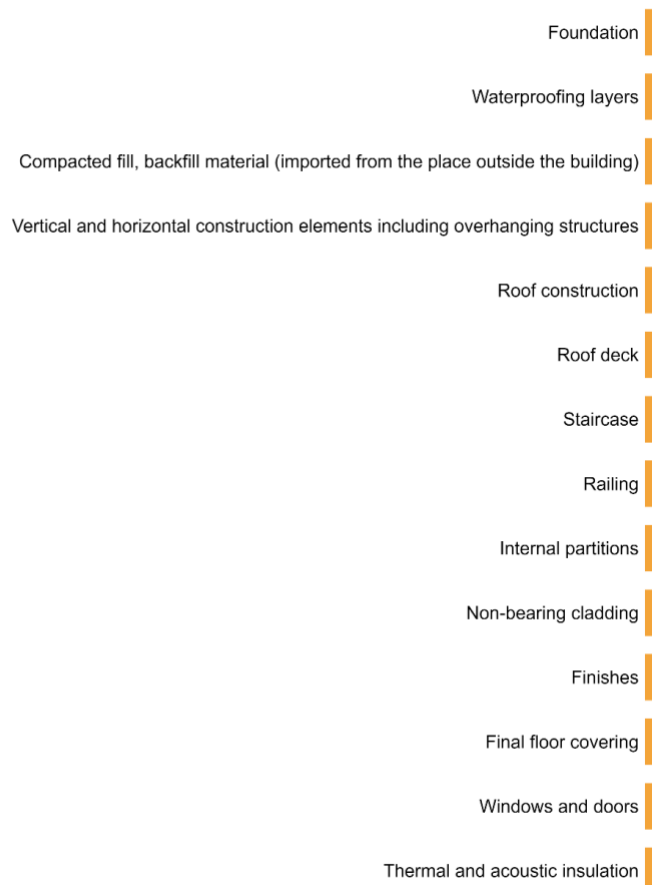 Foundation
Waterproofing layers
Compacted fill, backfill material (imported from the place outside the building)
Vertical and horizontal construction elements including overhanging structures
Roof construction
Roof deck
Staircase
Railing
Internal partitions
Non-bearing cladding
Finishes
Final floor covering
Windows and doors
Thermal and acoustic insulation